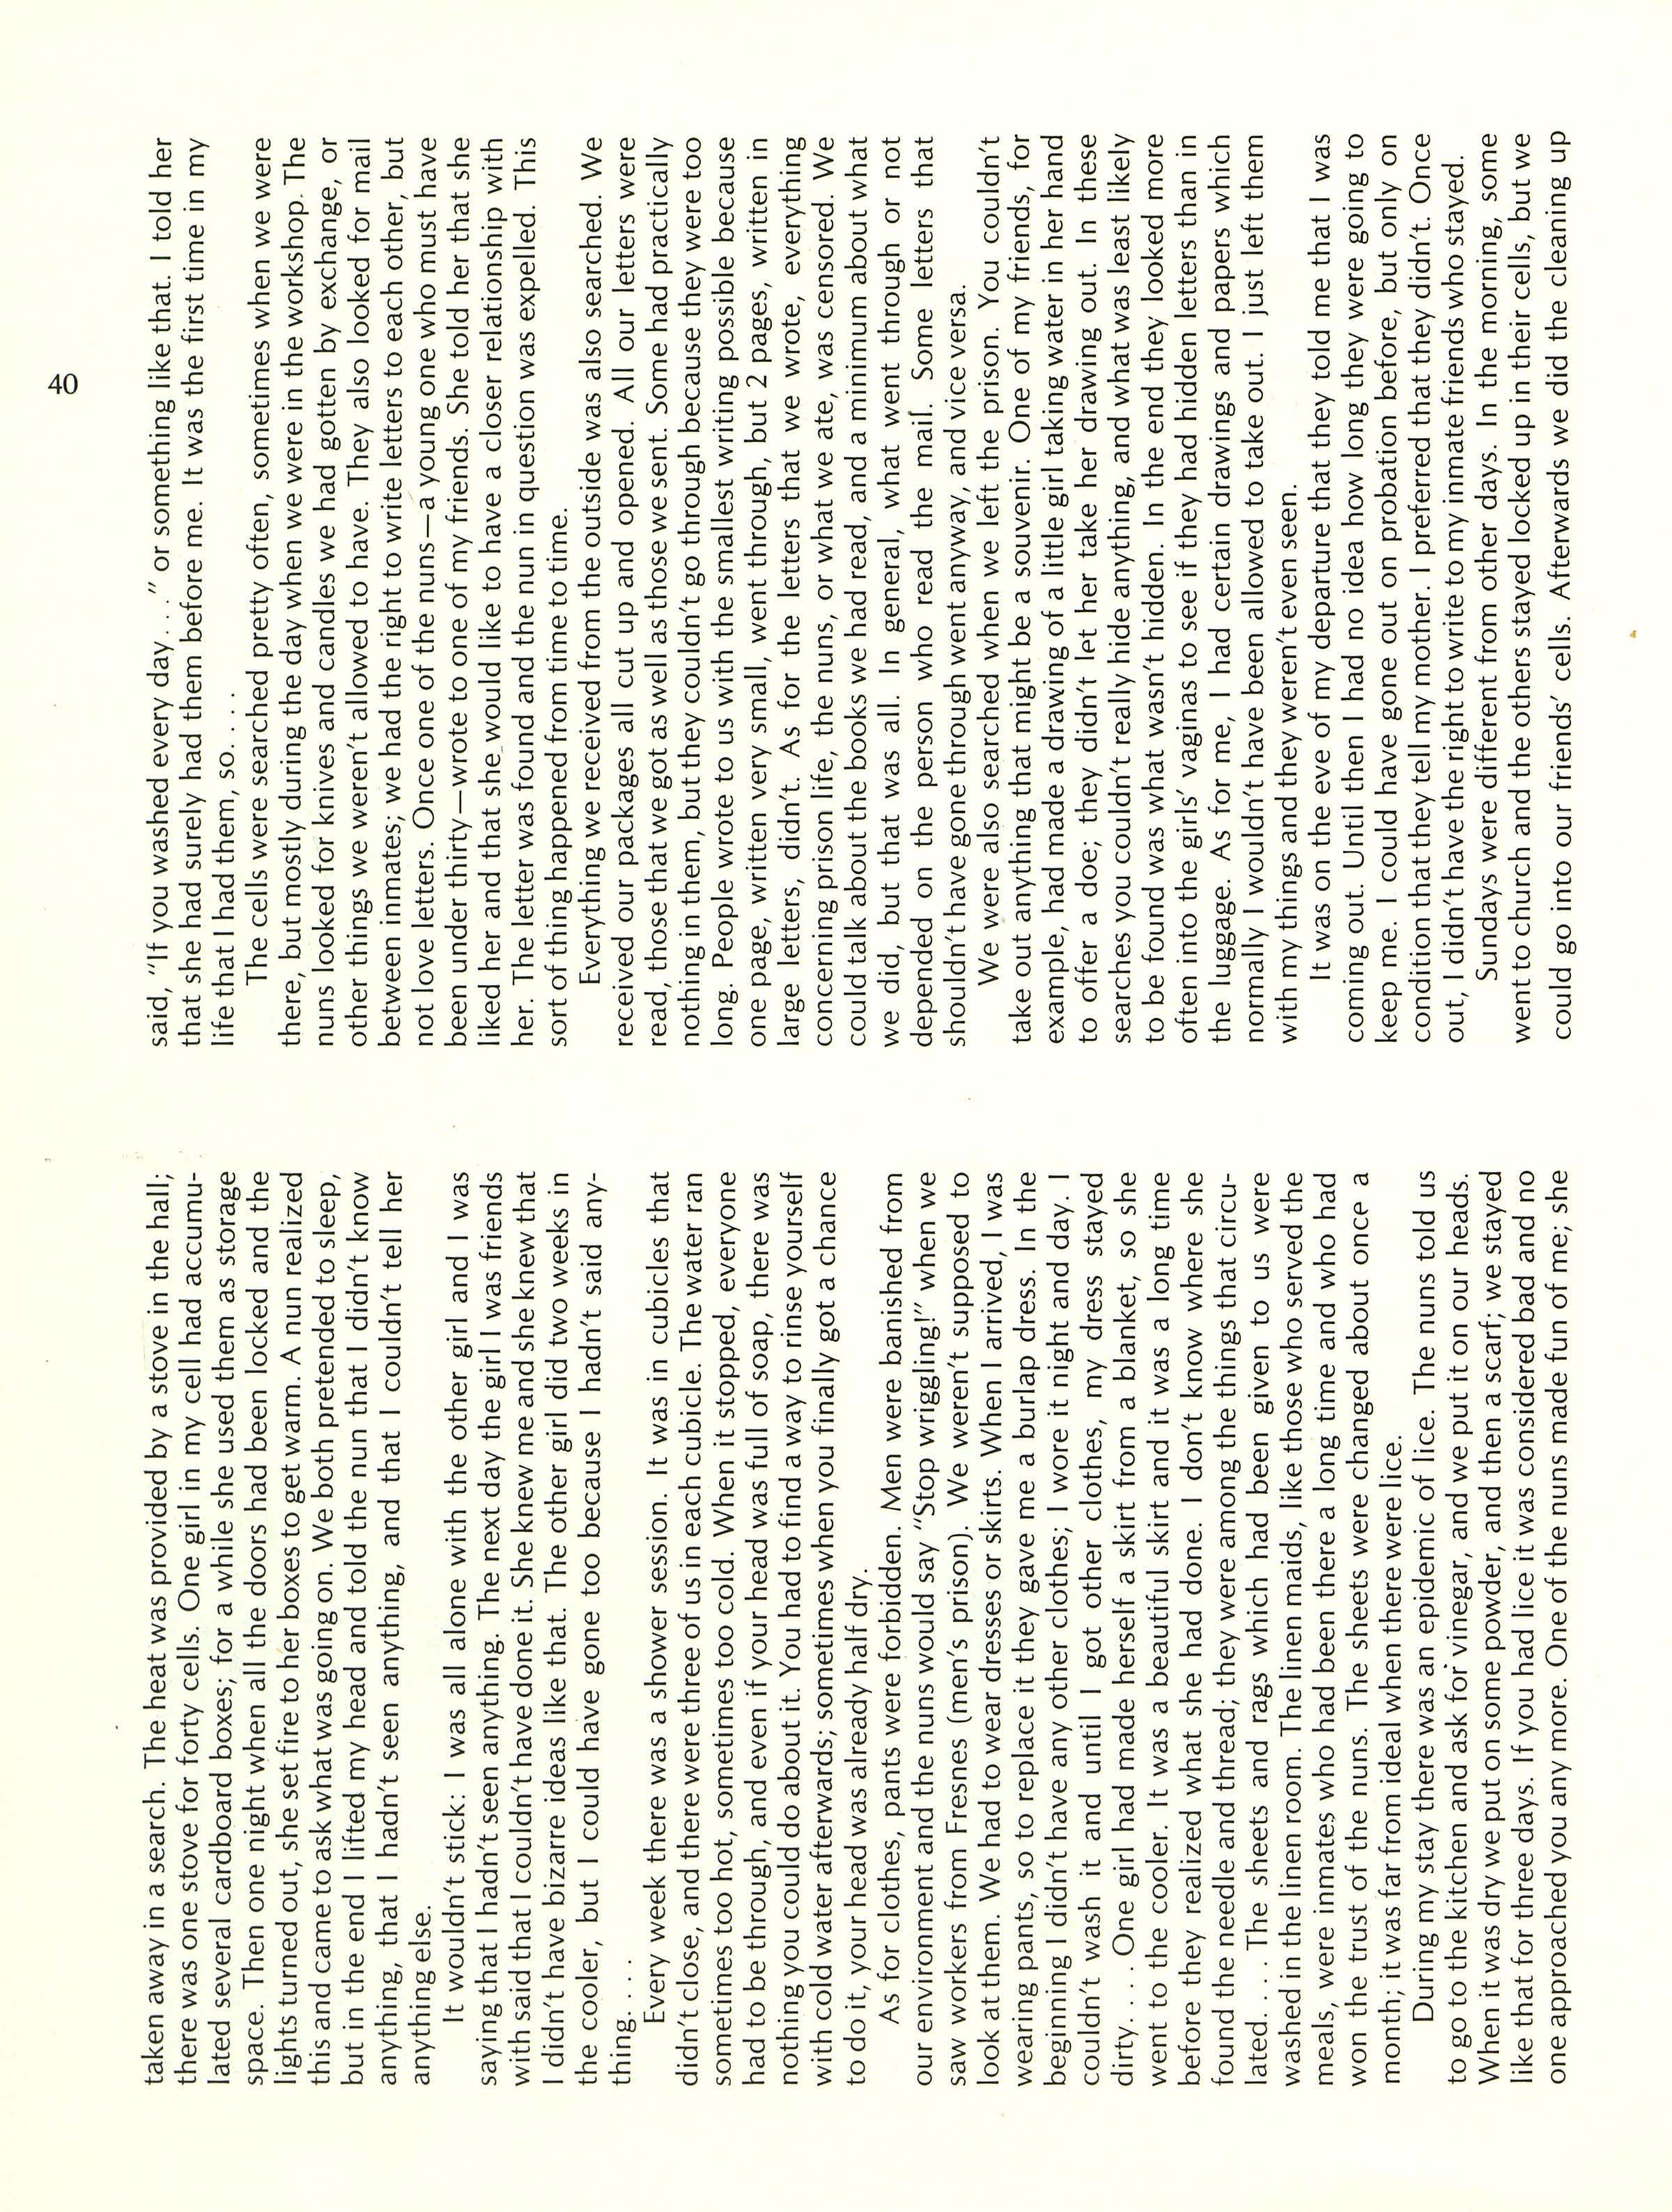 40
taken away in a search. The heat was provided by a stove in the hall;
there was one stove for forty cells. One girl in my cell had accumu-
lated several cardboard boxes; for a while she used them as storage
space. Then one night when all the doors had been locked and the
lights turned out, she set fire to her boxes to get warm. A nun realized
this and came to ask what was going on. We both pretended to sleep,
but in the end I lifted my head and told the nun that I didn't know
anything, that I hadn't seen anything, and that I couldn't tell her
anything else.
It wouldn't stick: I was all alone with the other girl and I was
saying that I hadn't seen anything. The next day the girl I was friends
with said that I couldn't have done it. She knew me and she knew that
I didn't have bizarre ideas like that. The other girl did two weeks in
the cooler, but I could have gone too because I hadn't said any-
thing. . . .
Every week there was a shower session. It was in cubicles that
didn't close, and there were three of us in each cubicle. The water ran
sometimes too hot, sometimes too cold. When it stopped, everyone
had to be through, and even if your head was full of soap, there was
nothing you could do about it. You had to find a way to rinse yourself
with cold water afterwards; sometimes when you finally got a chance
to do it, your head was already half dry.
As for clothes, pants were forbidden. Men were banished from
our environment and the nuns would say "Stop wriggling!" when we
saw workers from Fresnes (men's prison). We weren't supposed to
look at them. We had to wear dresses or skirts. When I arrived, I was
wearing pants, so to replace it they gave me a burlap dress. In the
beginning I didn't have any other clothes; I wore it night and day. I
couldn't wash it and until I got other clothes, my dress stayed
dirty. . . . One girl had made herself a skirt from a blanket, so she
went to the cooler. It was a beautiful skirt and it was a long time
before they realized what she had done. I don't know where she
found the needle and thread; they were among the things that circu-
lated. . . . The sheets and rags which had been given to us were
washed in the linen room. The linen maids, like those who served the
meals, were inmates who had been there a long time and who had
won the trust of the nuns. The sheets were changed about once a
month; it was far from ideal when there were lice.
During my stay there was an epidemic of lice. The nuns told us
to go to the kitchen and ask for vinegar, and we put it on our heads.
When it was dry we put on some powder, and then a scarf; we stayed
like that for three days. If you had lice it was considered bad and no
one approached you any more. One of the nuns made fun of me; she
said, "If you washed every day. . ." or something like that. I told her
that she had surely had them before me. It was the first time in my
life that I had them, so. . . .
The cells were searched pretty often, sometimes when we were
there, but mostly during the day when we were in the workshop. The
nuns looked for knives and candles we had gotten by exchange, or
other things we weren't allowed to have. They also looked for mail
between inmates; we had the right to write letters to each other, but
not love letters. Once one of the nuns—a young one who must have
been under thirty—wrote to one of my friends. She told her that she
liked her and that she would like to have a closer relationship with
her. The letter was found and the nun in question was expelled. This
sort of thing happened from time to time.
Everything we received from the outside was also searched. We
received our packages all cut up and opened. All our letters were
read, those that we got as well as those we sent. Some had practically
nothing in them, but they couldn't go through because they were too
long. People wrote to us with the smallest writing possible because
one page, written very small, went through, but 2 pages, written in
large letters, didn't. As for the letters that we wrote, everything
concerning prison life, the nuns, or what we ate, was censored. We
could talk about the books we had read, and a minimum about what
we did, but that was all. In general, what went through or not
depended on the person who read the mail. Some letters that
shouldn't have gone through went anyway, and vice versa.
We were also searched when we left the prison. You couldn't
take out anything that might be a souvenir. One of my friends, for
example, had made a drawing of a little girl taking water in her hand
to offer a doe; they didn't let her take her drawing out. In these
searches you couldn't really hide anything, and what was least likely
to be found was what wasn't hidden. In the end they looked more
often into the girls' vaginas to see if they had hidden letters than in
the luggage. As for me, I had certain drawings and papers which
normally I wouldn't have been allowed to take out. I just left them
with my things and they weren't even seen.
It was on the eve of my departure that they told me that I was
coming out. Until then I had no idea how long they were going to
keep me. I could have gone out on probation before, but only on
condition that they tell my mother. I preferred that they didn't. Once
out, I didn't have the right to write to my inmate friends who stayed.
Sundays were different from other days. In the morning, some
went to church and the others stayed locked up in their cells, but we
could go into our friends' cells. Afterwards we did the cleaning up